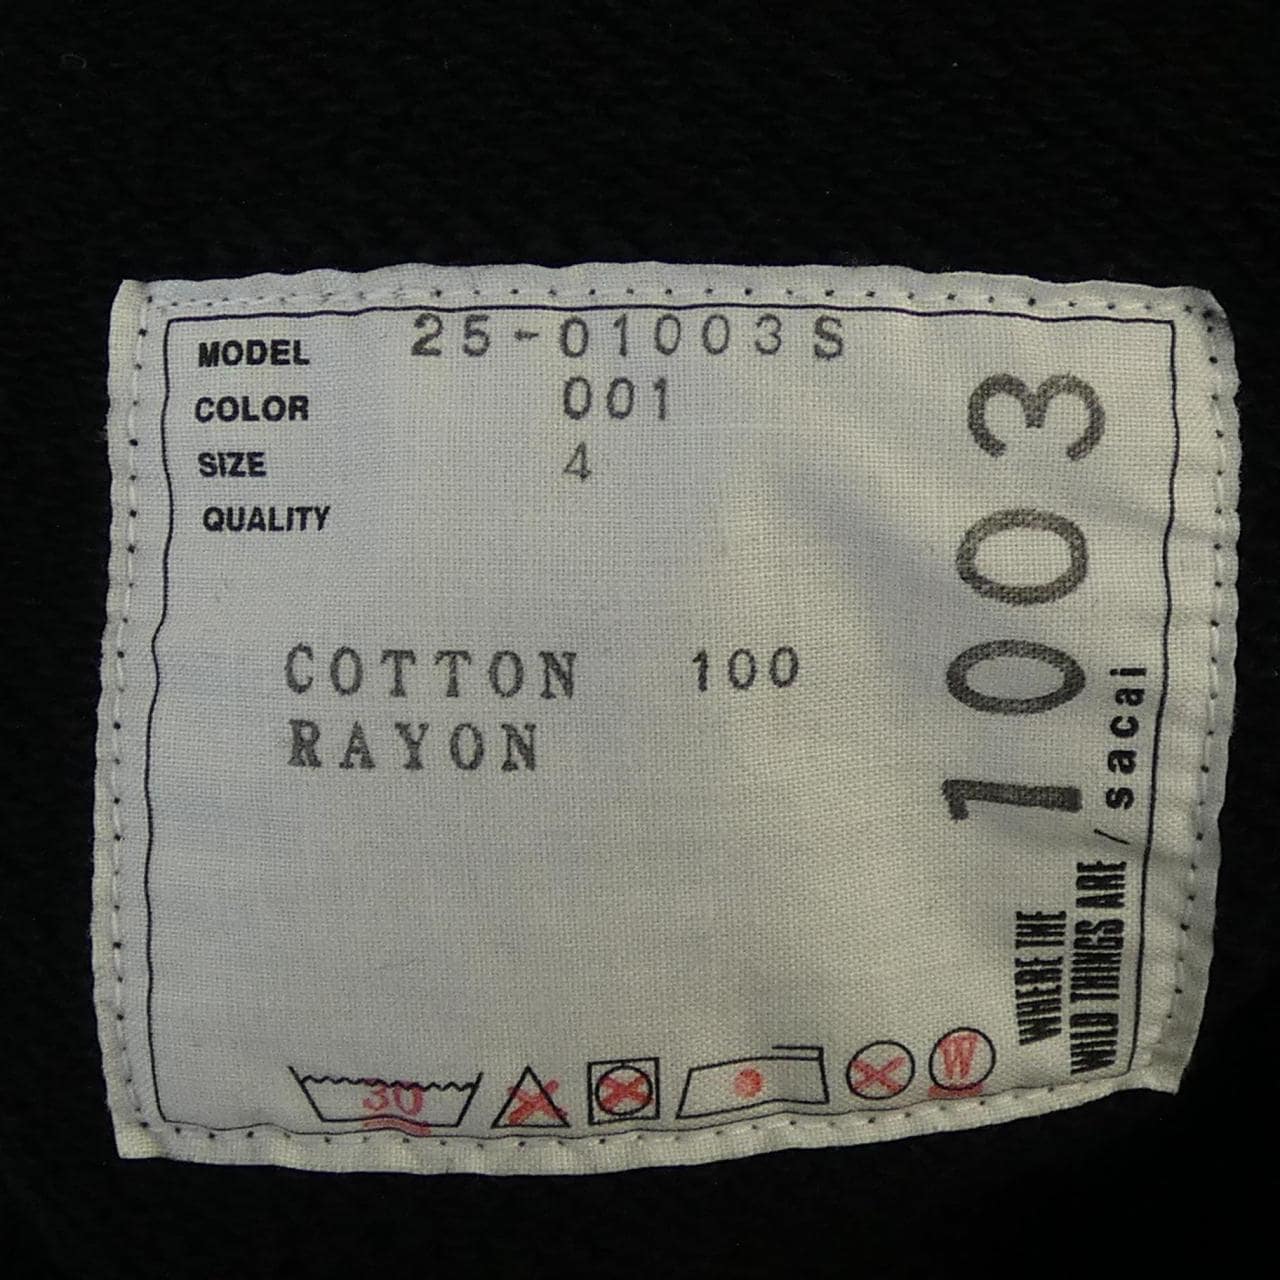 MODEL 25-01003S
COLOR 001
SIZE 4
QUALITY
COTTON 100
RAYON
30
W
1003
WHERE THE
WILD THINGS ARE / sacai